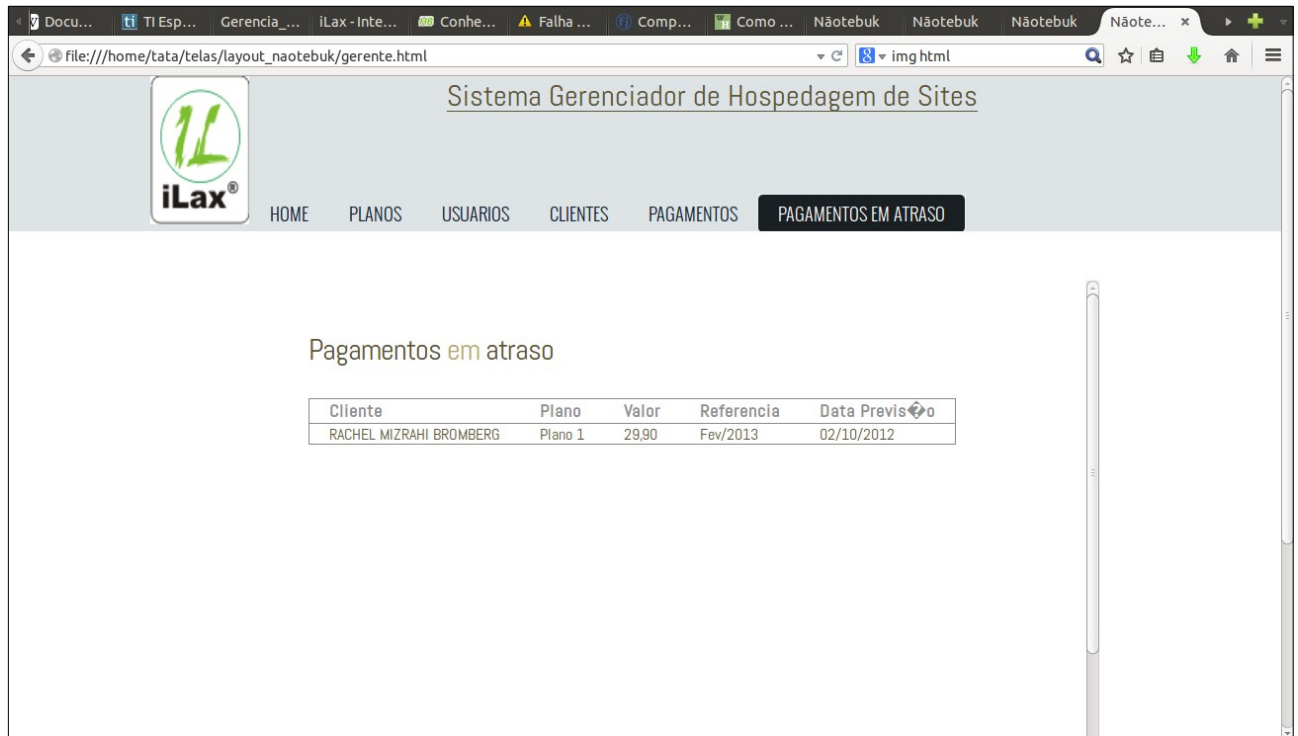 Docu... TI Esp... Gerencia_... iLax - Inte... Conhe... Falha ... Comp... Como ... Nãotebuk Nãotebuk Nãotebuk Nãote...
file:///home/tata/telas/layout_naotebuk/gerente.html img html
Sistema Gerenciador de Hospedagem de Sites
iLax®
HOME PLANOS USUARIOS CLIENTES PAGAMENTOS PAGAMENTOS EM ATRASO
Pagamentos em atraso
Cliente Plano Valor Referencia Data Previs�o
RACHEL MIZRAHI BROMBERG Plano 1 29,90 Fev/2013 02/10/2012